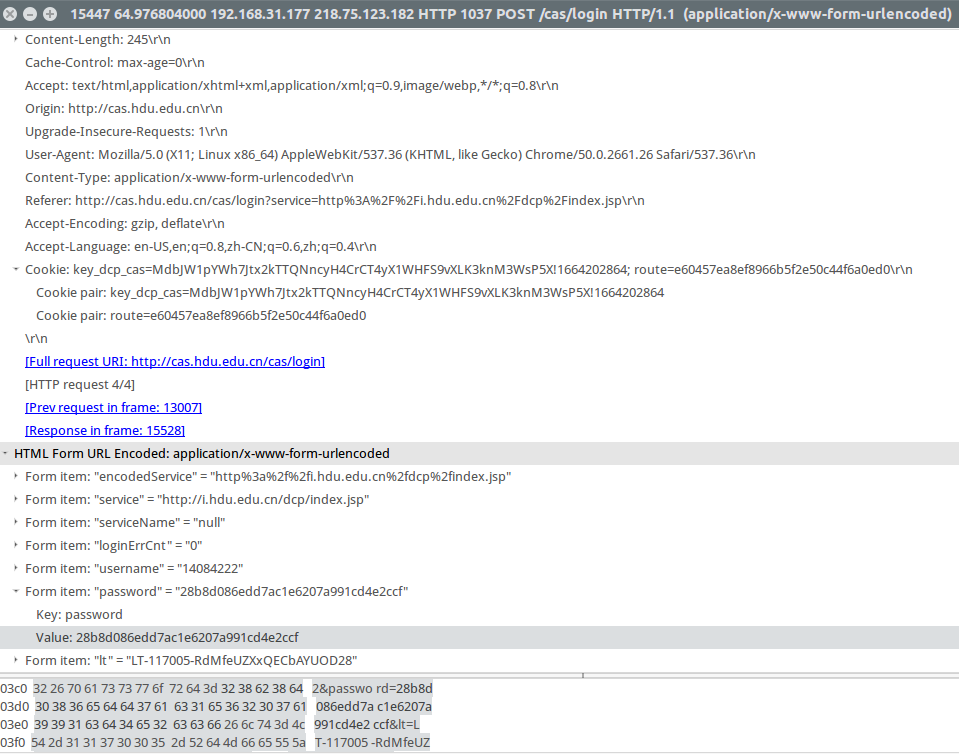 15447 64.976804000 192.168.31.177 218.75.123.182 HTTP 1037 POST /cas/login HTTP/1.1 (application/x-www-form-urlencoded)
Content-Length: 245\r\n
Cache-Control: max-age=0\r\n
Accept: text/html,application/xhtml+xml,application/xml;q=0.9,image/webp,*/*;q=0.8\r\n
Origin: http://cas.hdu.edu.cn\r\n
Upgrade-Insecure-Requests: 1\r\n
User-Agent: Mozilla/5.0 (X11; Linux x86_64) AppleWebKit/537.36 (KHTML, like Gecko) Chrome/50.0.2661.26 Safari/537.36\r\n
Content-Type: application/x-www-form-urlencoded\r\n
Referer: http://cas.hdu.edu.cn/cas/login?service=http%3A%2F%2Fi.hdu.edu.cn%2Fdcp%2Findex.jsp\r\n
Accept-Encoding: gzip, deflate\r\n
Accept-Language: en-US,en;q=0.8,zh-CN;q=0.6,zh;q=0.4\r\n
Cookie: key_dcp_cas=MdbJW1pYWh7Jtx2kTTQNncyH4CrCT4yX1WHFS9vXLK3knM3WsP5X!1664202864; route=e60457ea8ef8966b5f2e50c44f6a0ed0\r\n
Cookie pair: key_dcp_cas=MdbJW1pYWh7Jtx2kTTQNncyH4CrCT4yX1WHFS9vXLK3knM3WsP5X!1664202864
Cookie pair: route=e60457ea8ef8966b5f2e50c44f6a0ed0
\r\n
[Full request URI: http://cas.hdu.edu.cn/cas/login]
[HTTP request 4/4]
[Prev request in frame: 13007]
[Response in frame: 15528]
HTML Form URL Encoded: application/x-www-form-urlencoded
Form item: "encodedService" = "http%3a%2f%2fi.hdu.edu.cn%2fdcp%2findex.jsp"
Form item: "service" = "http://i.hdu.edu.cn/dcp/index.jsp"
Form item: "serviceName" = "null"
Form item: "loginErrCnt" = "0"
Form item: "username" = "14084222"
Form item: "password" = "28b8d086edd7ac1e6207a991cd4e2ccf"
Key: password
Value: 28b8d086edd7ac1e6207a991cd4e2ccf
Form item: "lt" = "LT-117005-RdMfeUZXxQECbAYUOD28"
03c0 32 26 70 61 73 73 77 6f 72 64 3d 32 38 62 38 64 2&passwo rd=28b8d
03d0 30 38 36 65 64 64 37 61 63 31 65 36 32 30 37 61 086edd7a c1e6207a
03e0 39 39 31 63 64 34 65 32 63 63 66 26 6c 74 3d 4c 991cd4e2 ccf&lt=L
03f0 54 2d 31 31 37 30 30 35 2d 52 64 4d 66 65 55 5a T-117005 -RdMfeUZ